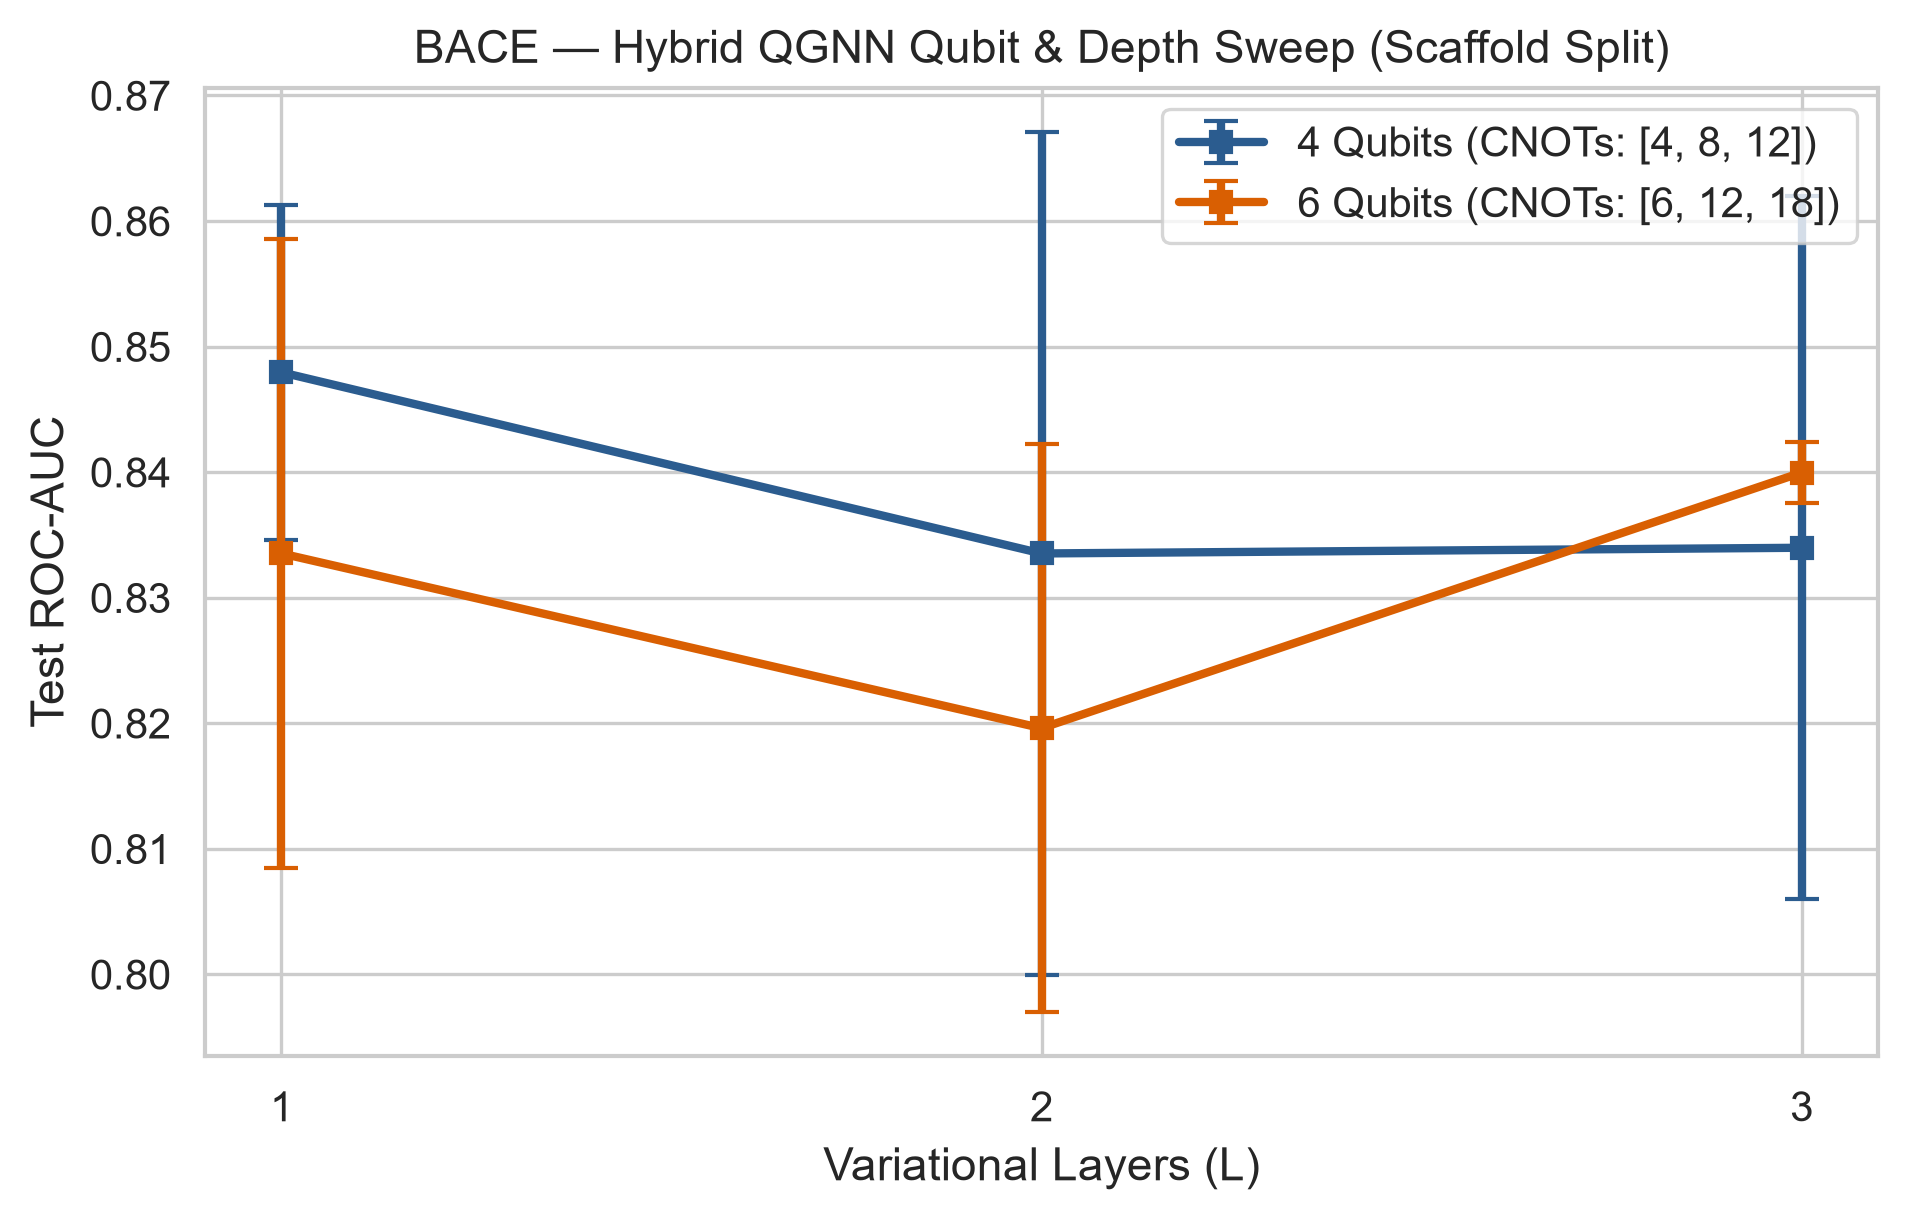 BACE — Hybrid QGNN Qubit & Depth Sweep (Scaffold Split)
4 Qubits (CNOTs: [4, 8, 12])
6 Qubits (CNOTs: [6, 12, 18])
Test ROC-AUC
0.87
0.86
0.85
0.84
0.83
0.82
0.81
0.80
1
2
3
Variational Layers (L)